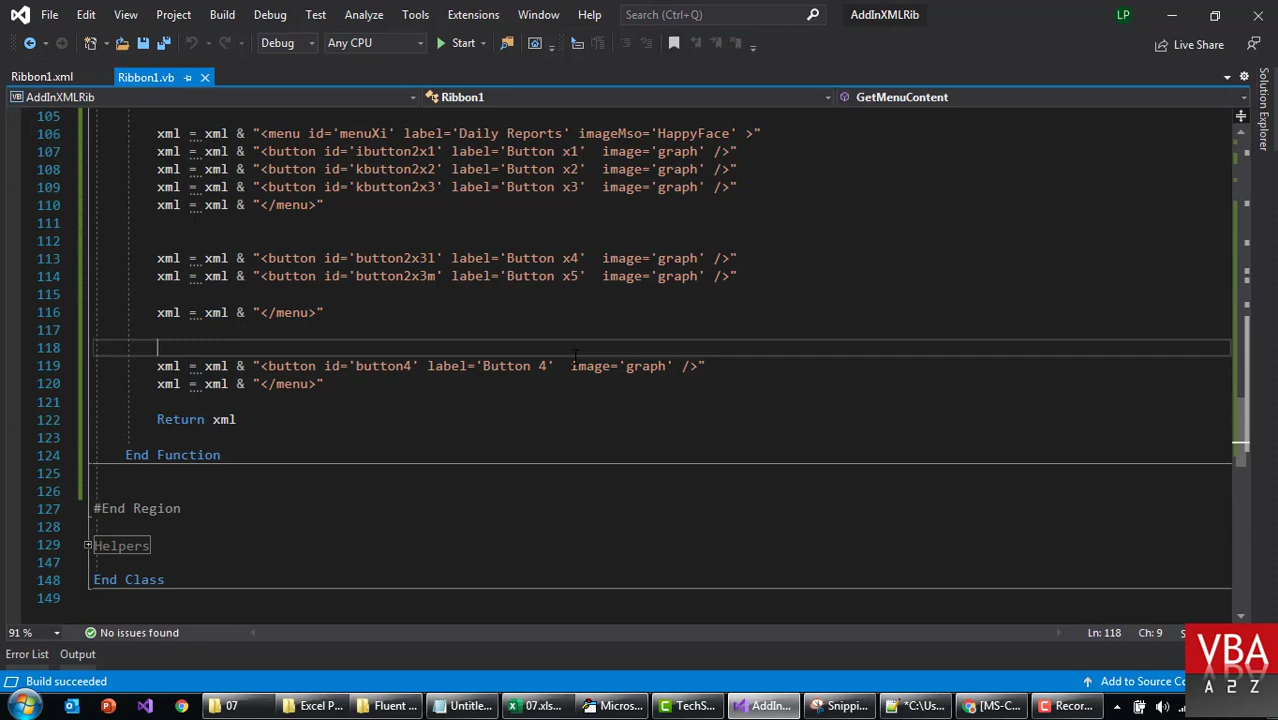 File Edit View Project Build Debug Test Analyze Tools Extensions Window Help Search (Ctrl+Q) AddInXMLRib LP
Debug Any CPU Start Live Share
Ribbon1.xml Ribbon1.vb
AddInXMLRib Ribbon1 GetMenuContent
Solution Explorer
105
106 xml = xml & "<menu id='menuXi' label='Daily Reports' imageMso='HappyFace' >"
107 xml = xml & "<button id='ibutton2x1' label='Button x1'  image='graph' />"
108 xml = xml & "<button id='kbutton2x2' label='Button x2'  image='graph' />"
109 xml = xml & "<button id='kbutton2x3' label='Button x3'  image='graph' />"
110 xml = xml & "</menu>"
111
112
113 xml = xml & "<button id='button2x3l' label='Button x4'  image='graph' />"
114 xml = xml & "<button id='button2x3m' label='Button x5'  image='graph' />"
115
116 xml = xml & "</menu>"
117
118
119 xml = xml & "<button id='button4' label='Button 4'  image='graph' />"
120 xml = xml & "</menu>"
121
122 Return xml
123
124 End Function
125
126
127 #End Region
128
129 Helpers
147
148 End Class
149
91 % No issues found Ln: 118 Ch: 9
Error List Output
Build succeeded Add to Source Co
07 Excel P... Fluent ... Untitle... 07.xls... Micros... TechS... AddIn... Snippi... *C:\Us... [MS-C... Recor...
VBA
A 2 Z